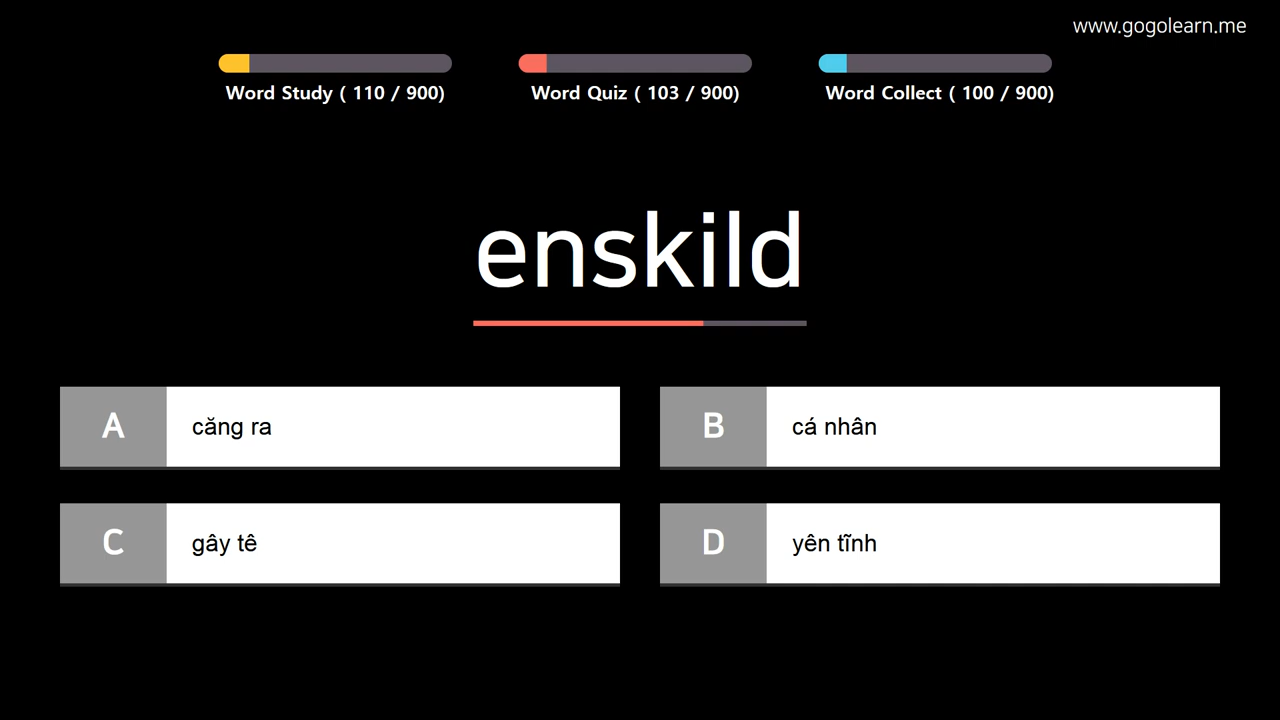 www.gogolearn.me
Word Study ( 110 / 900)
Word Quiz ( 103 / 900)
Word Collect ( 100 / 900)
enskild
A căng ra
B cá nhân
C gây tê
D yên tĩnh